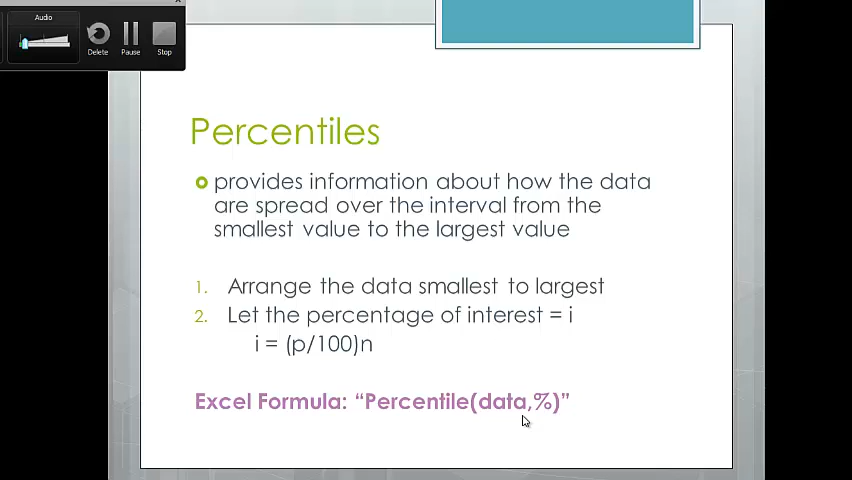 Audio
Delete
Pause
Stop
Percentiles
provides information about how the data
are spread over the interval from the
smallest value to the largest value
1. Arrange the data smallest to largest
2. Let the percentage of interest = i
i = (p/100)n
Excel Formula: “Percentile(data,%)”